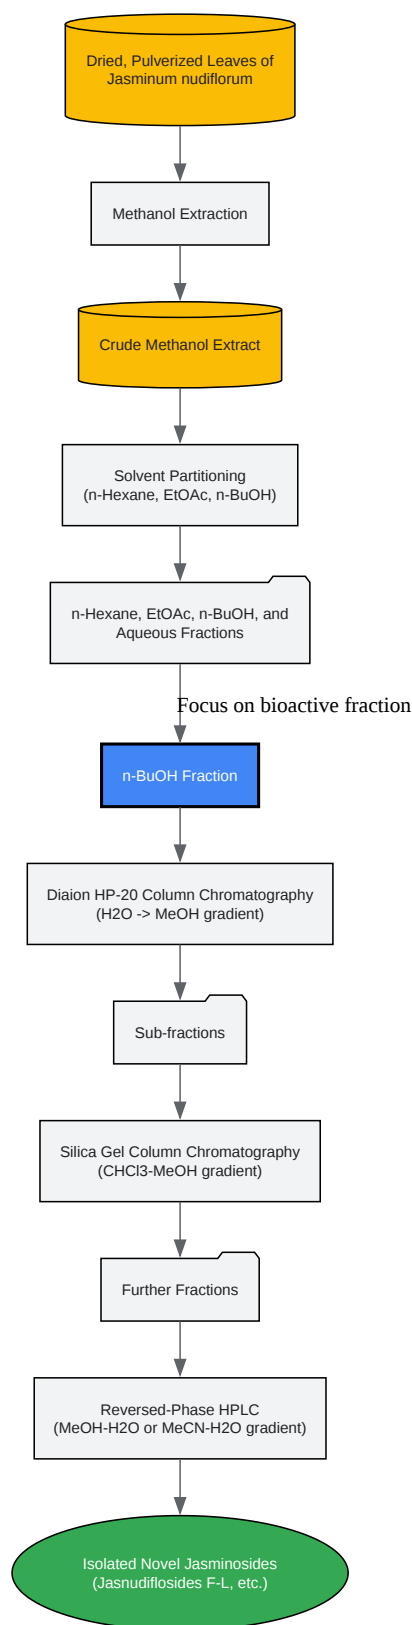 Dried, Pulverized Leaves of
Jasminum nudiflorum
Methanol Extraction
Crude Methanol Extract
Solvent Partitioning
(n-Hexane, EtOAc, n-BuOH)
n-Hexane, EtOAc, n-BuOH, and
Aqueous Fractions
Focus on bioactive fraction
n-BuOH Fraction
Diaion HP-20 Column Chromatography
(H2O -> MeOH gradient)
Sub-fractions
Silica Gel Column Chromatography
(CHCl3-MeOH gradient)
Further Fractions
Reversed-Phase HPLC
(MeOH-H2O or MeCN-H2O gradient)
Isolated Novel Jasminosides
(Jasnudiflosides F-L, etc.)